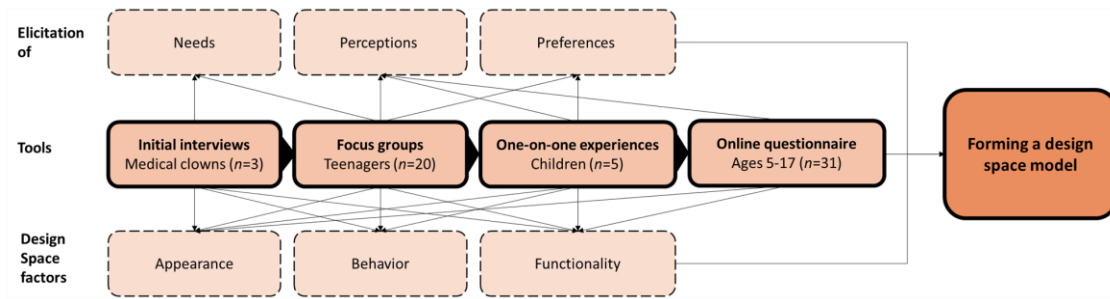 Elicitation
of
Needs
Perceptions
Preferences
Tools
Initial interviews
Medical clowns (n=3)
Focus groups
Teenagers (n=20)
One-on-one experiences
Children (n=5)
Online questionnaire
Ages 5-17 (n=31)
Forming a design
space model
Design
Space
factors
Appearance
Behavior
Functionality